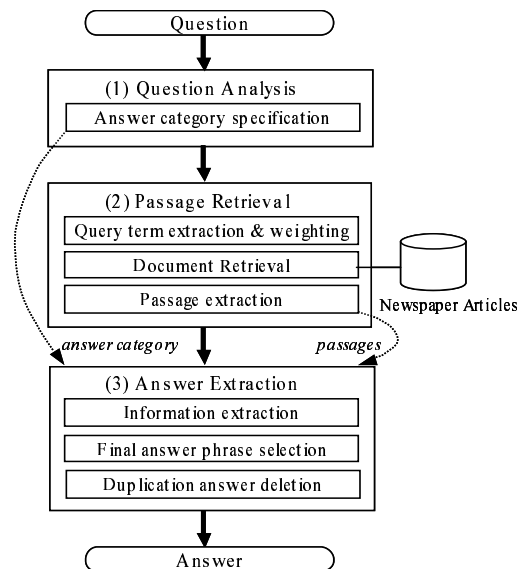 Question
(1) Question Analysis
Answer category specification
(2) Passage Retrieval
Query term extraction & weighting
Document Retrieval
Passage extraction
Newspaper Articles
answer category
passages
(3) Answer Extraction
Information extraction
Final answer phrase selection
Duplication answer deletion
Answer